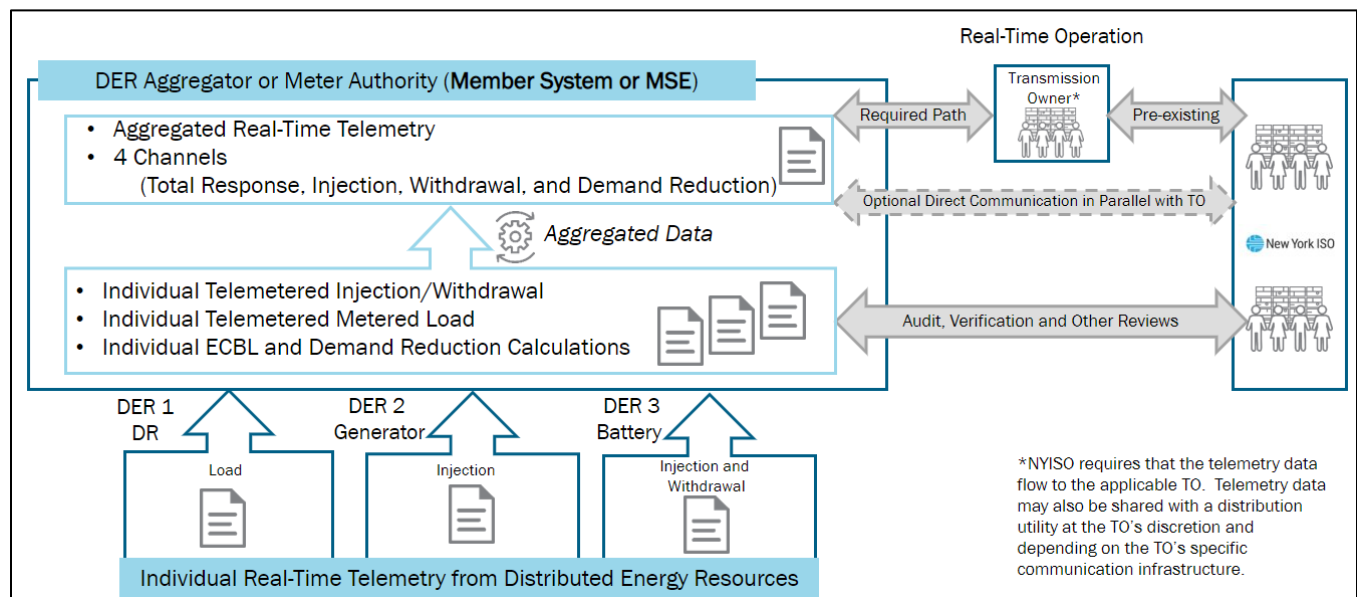 Real-Time Operation
DER Aggregator or Meter Authority (Member System or MSE)
• Aggregated Real-Time Telemetry
• 4 Channels
(Total Response, Injection, Withdrawal, and Demand Reduction)
Required Path
Transmission
Owner*
Pre-existing
Optional Direct Communication in Parallel with TO
New York ISO
Aggregated Data
• Individual Telemetered Injection/Withdrawal
• Individual Telemetered Metered Load
• Individual ECBL and Demand Reduction Calculations
Audit, Verification and Other Reviews
DER 1
DR
DER 2
Generator
DER 3
Battery
Load
Injection
Injection and
Withdrawal
Individual Real-Time Telemetry from Distributed Energy Resources
*NYISO requires that the telemetry data
flow to the applicable TO. Telemetry data
may also be shared with a distribution
utility at the TO's discretion and
depending on the TO's specific
communication infrastructure.